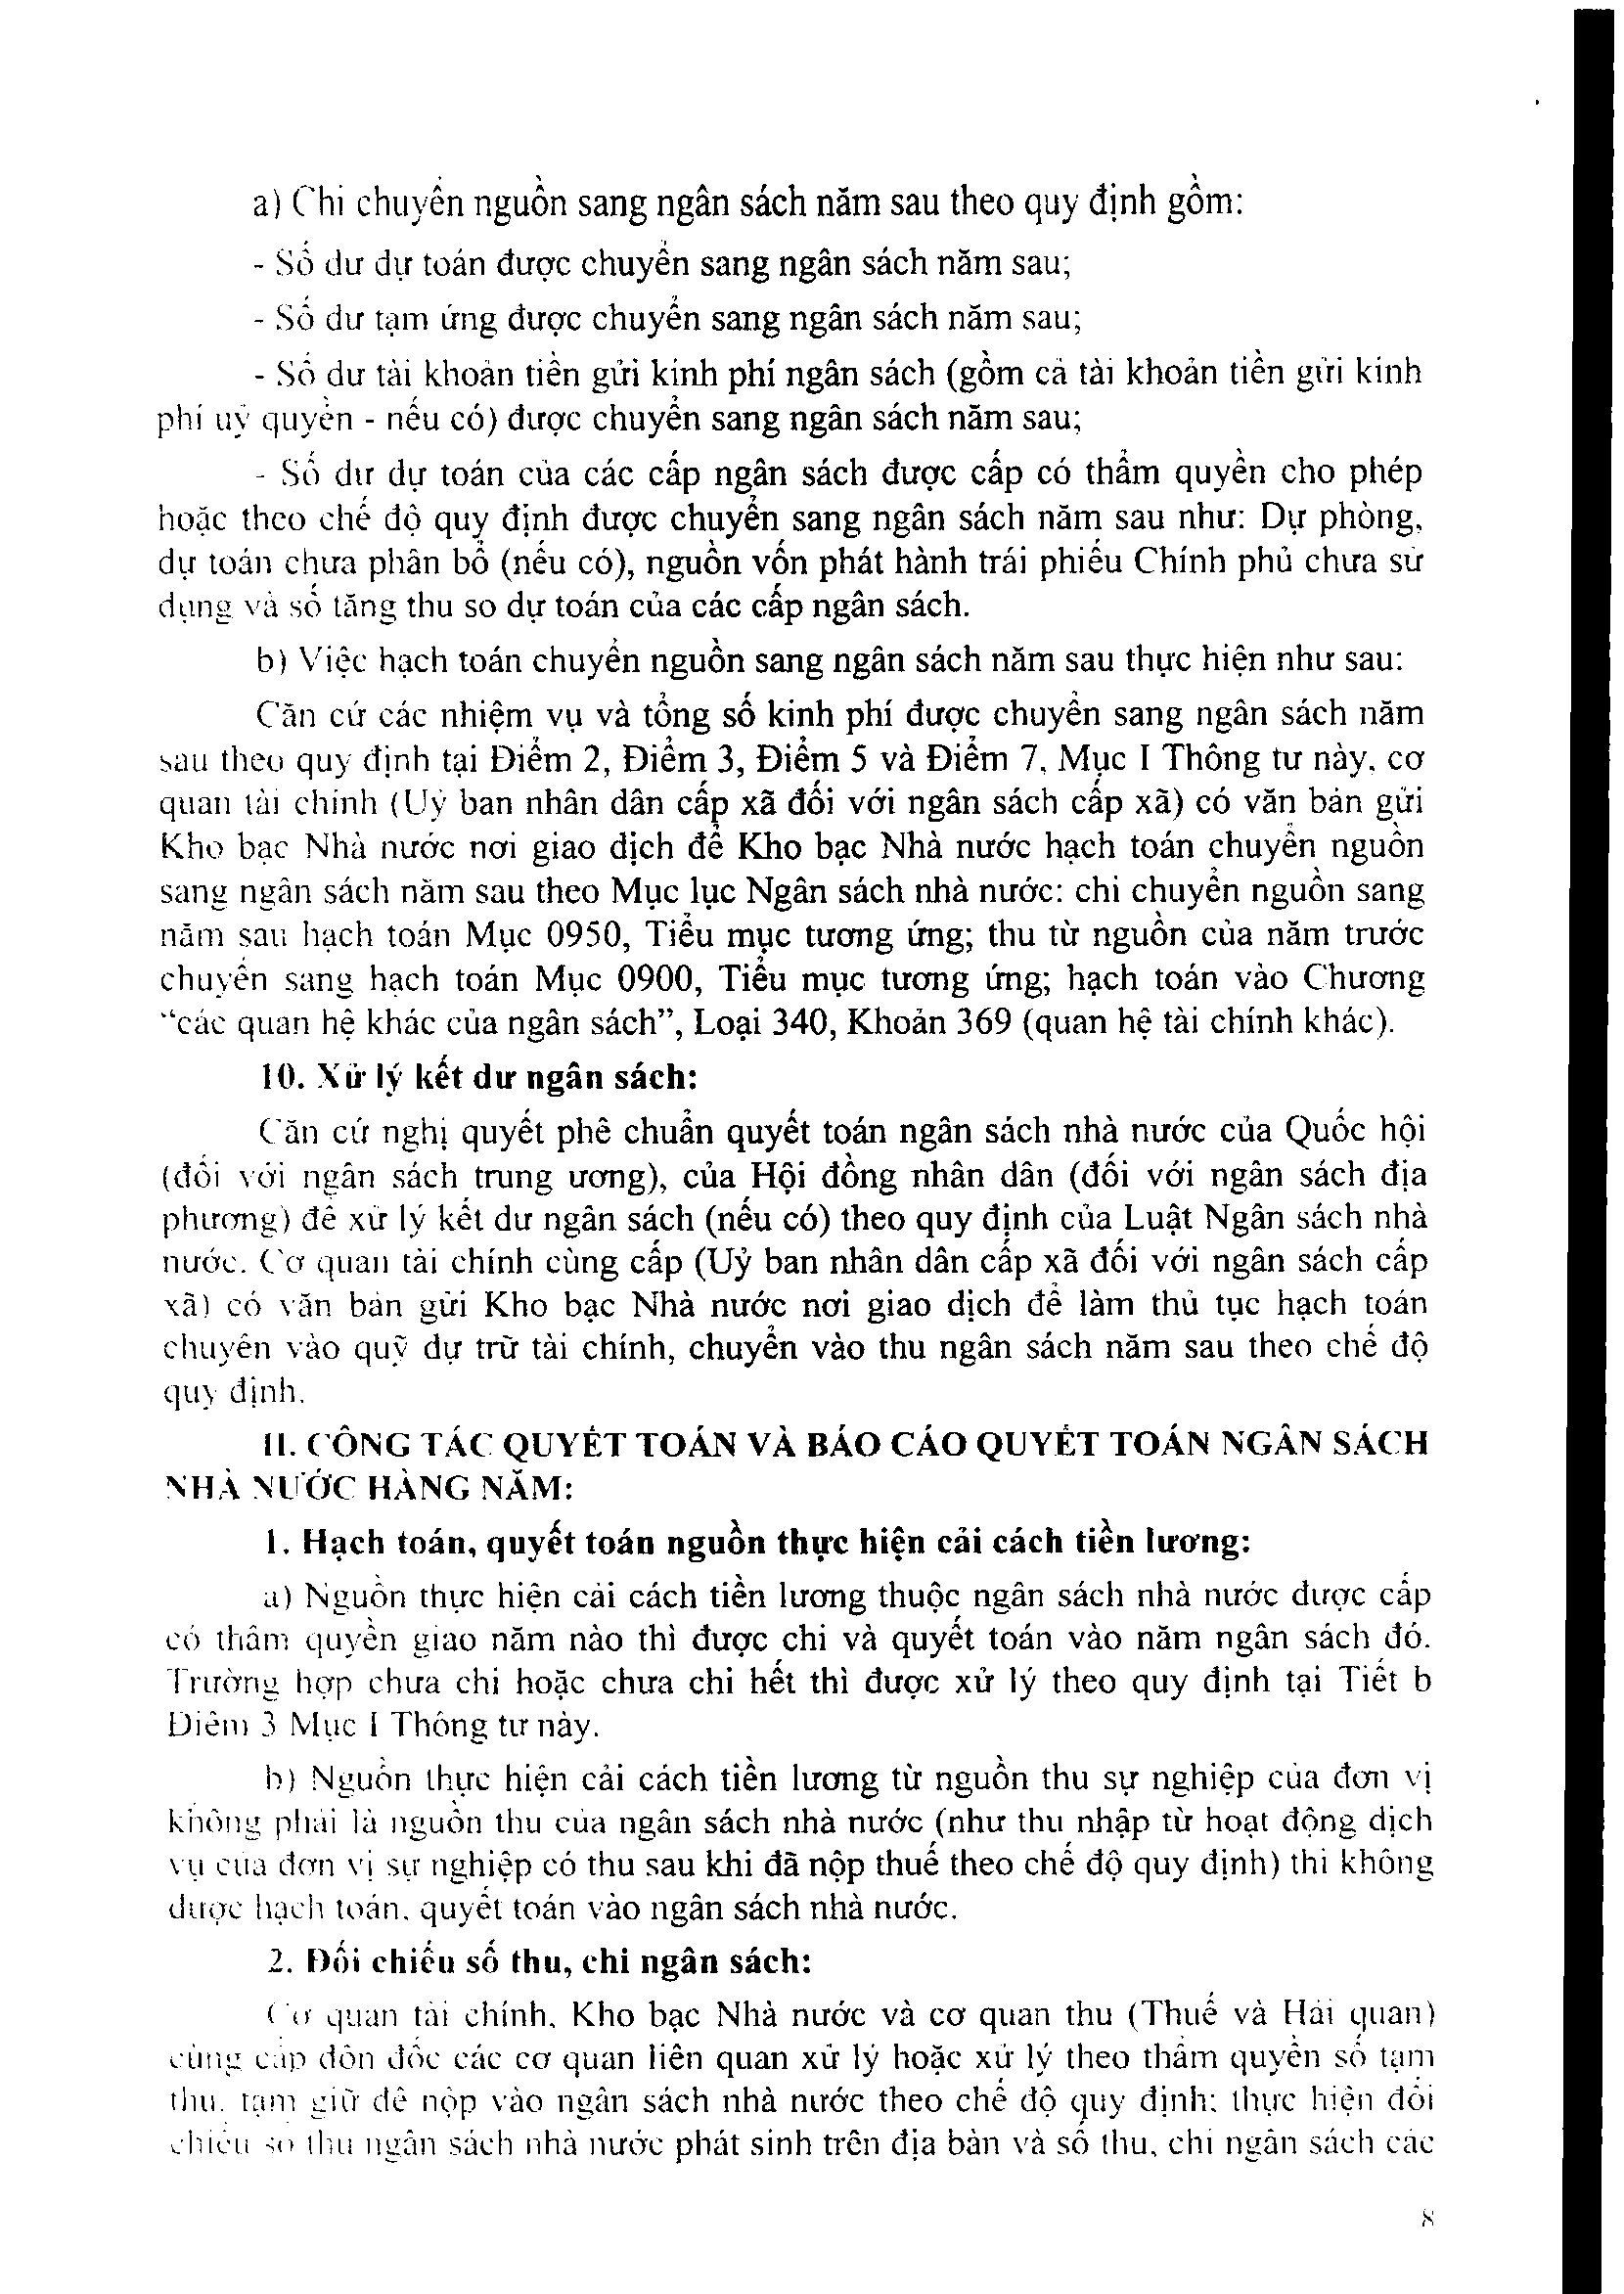 a) Chi chuyển nguồn sang ngân sách năm sau theo quy định gồm:
- Số dư dự toán được chuyển sang ngân sách năm sau;
- Số dư tạm ứng được chuyển sang ngân sách năm sau;
- Số dư tài khoản tiền gửi kinh phí ngân sách (gồm cả tài khoản tiền gửi kinh
phí uỷ quyền - nếu có) được chuyển sang ngân sách năm sau;
- Số dư dự toán của các cấp ngân sách được cấp có thẩm quyền cho phép
hoặc theo chế độ quy định được chuyển sang ngân sách năm sau như: Dự phòng,
dự toán chưa phân bổ (nếu có), nguồn vốn phát hành trái phiếu Chính phủ chưa sử
dụng và số tăng thu so dự toán của các cấp ngân sách.
b) Việc hạch toán chuyển nguồn sang ngân sách năm sau thực hiện như sau:
Căn cứ các nhiệm vụ và tổng số kinh phí được chuyển sang ngân sách năm
sau theo quy định tại Điểm 2, Điểm 3, Điểm 5 và Điểm 7, Mục I Thông tư này, cơ
quan tài chính (Uỷ ban nhân dân cấp xã đối với ngân sách cấp xã) có văn bản gửi
Kho bạc Nhà nước nơi giao dịch để Kho bạc Nhà nước hạch toán chuyển nguồn
sang ngân sách năm sau theo Mục lục Ngân sách nhà nước: chi chuyển nguồn sang
năm sau hạch toán Mục 0950, Tiểu mục tương ứng; thu từ nguồn của năm trước
chuyển sang hạch toán Mục 0900, Tiểu mục tương ứng; hạch toán vào Chương
“các quan hệ khác của ngân sách”, Loại 340, Khoản 369 (quan hệ tài chính khác).
10. Xử lý kết dư ngân sách:
Căn cứ nghị quyết phê chuẩn quyết toán ngân sách nhà nước của Quốc hội
(đối với ngân sách trung ương), của Hội đồng nhân dân (đối với ngân sách địa
phương) để xử lý kết dư ngân sách (nếu có) theo quy định của Luật Ngân sách nhà
nước. Cơ quan tài chính cùng cấp (Uỷ ban nhân dân cấp xã đối với ngân sách cấp
xã) có văn bản gửi Kho bạc Nhà nước nơi giao dịch để làm thủ tục hạch toán
chuyển vào quỹ dự trữ tài chính, chuyển vào thu ngân sách năm sau theo chế độ
quy định.
II. CÔNG TÁC QUYẾT TOÁN VÀ BÁO CÁO QUYẾT TOÁN NGÂN SÁCH
NHÀ NƯỚC HÀNG NĂM:
1. Hạch toán, quyết toán nguồn thực hiện cải cách tiền lương:
a) Nguồn thực hiện cải cách tiền lương thuộc ngân sách nhà nước được cấp
có thẩm quyền giao năm nào thì được chi và quyết toán vào năm ngân sách đó.
Trường hợp chưa chi hoặc chưa chi hết thì được xử lý theo quy định tại Tiết b
Điểm 3 Mục I Thông tư này.
b) Nguồn thực hiện cải cách tiền lương từ nguồn thu sự nghiệp của đơn vị
không phải là nguồn thu của ngân sách nhà nước (như thu nhập từ hoạt động dịch
vụ của đơn vị sự nghiệp có thu sau khi đã nộp thuế theo chế độ quy định) thì không
được hạch toán, quyết toán vào ngân sách nhà nước.
2. Đối chiếu số thu, chi ngân sách:
Cơ quan tài chính, Kho bạc Nhà nước và cơ quan thu (Thuế và Hải quan)
cùng cấp đôn đốc các cơ quan liên quan xử lý hoặc xử lý theo thẩm quyền số tạm
thu, tạm giữ để nộp vào ngân sách nhà nước theo chế độ quy định; thực hiện đối
chiếu số thu ngân sách nhà nước phát sinh trên địa bàn và số thu, chi ngân sách các
8